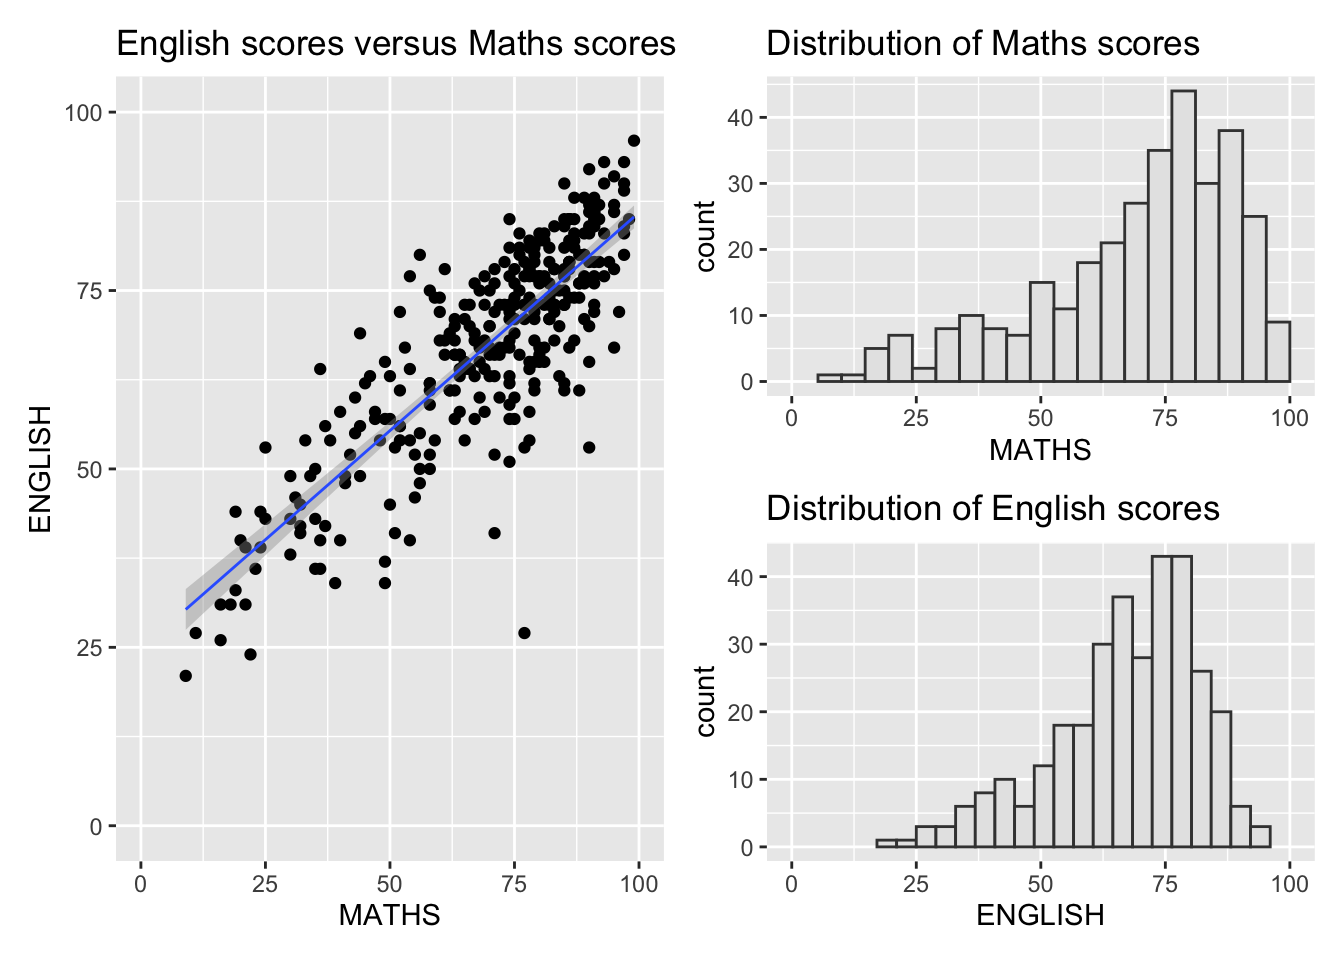 English scores versus Maths scores
100
75
50
25
0
ENGLISH
0 25 50 75 100
MATHS
Distribution of Maths scores
40
30
20
10
0
count
0 25 50 75 100
MATHS
Distribution of English scores
40
30
20
10
0
count
0 25 50 75 100
ENGLISH